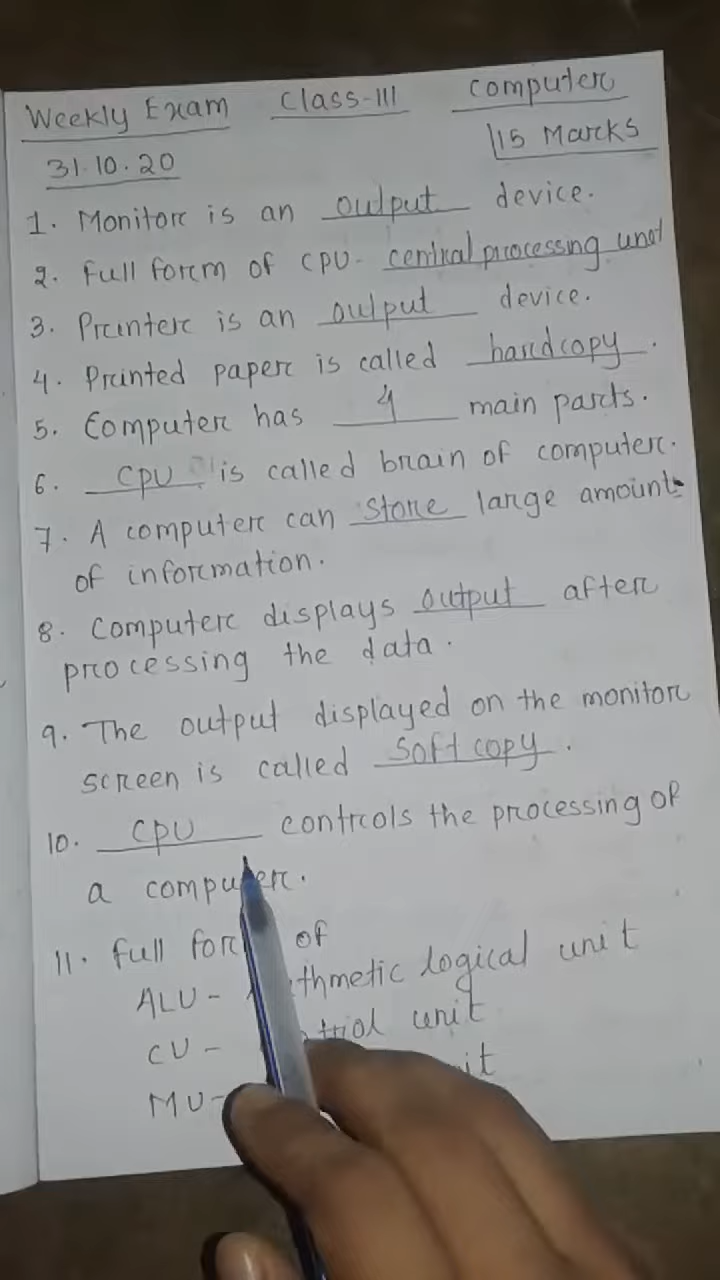 Weekly Exam Class-III Computer
31.10.20 15 Marks
1. Monitor is an output device.
2. Full form of CPU- central processing unit
3. Printer is an output device.
4. Printed paper is called hardcopy.
5. Computer has 4 main parts.
6. CPU is called brain of computer.
7. A computer can store large amount
of information.
8. Computer displays output after
processing the data.
9. The output displayed on the monitor
screen is called softcopy.
10. CPU controls the processing of
a computer.
11. Full of
ALU- logical unit
CU- unit
MU-